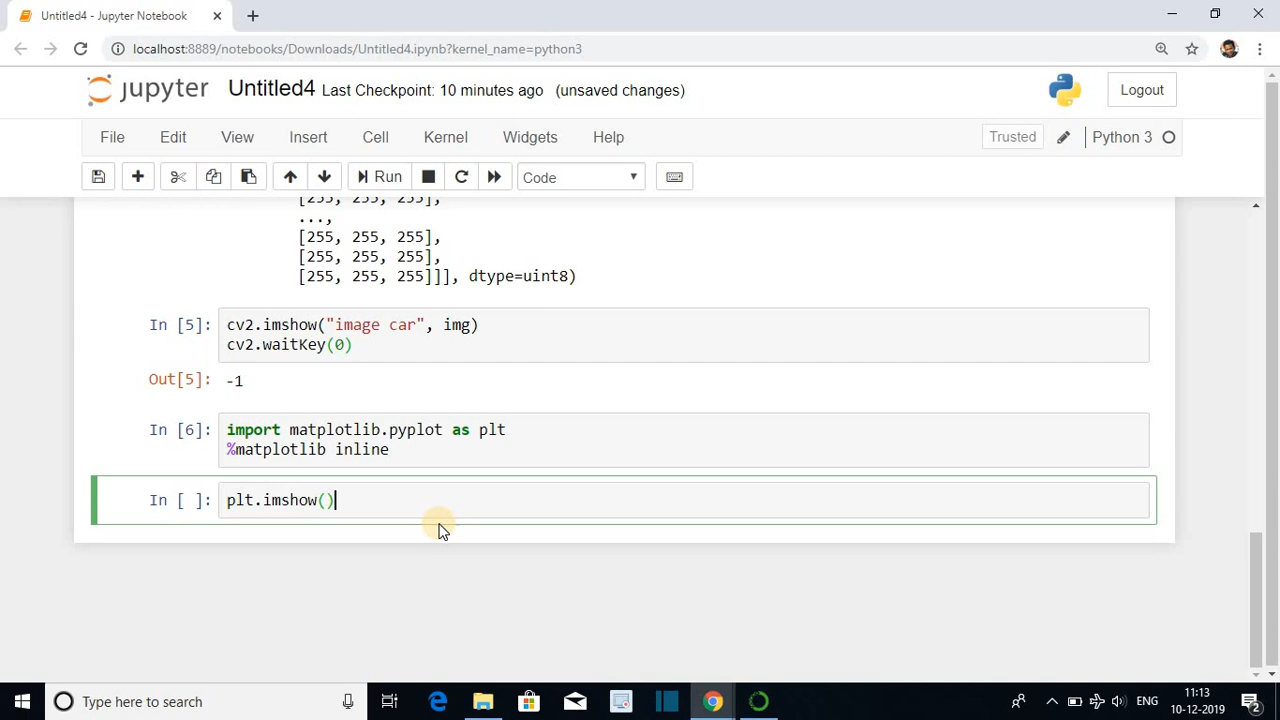 Untitled4 - Jupyter Notebook
localhost:8889/notebooks/Downloads/Untitled4.ipynb?kernel_name=python3
jupyter Untitled4 Last Checkpoint: 10 minutes ago (unsaved changes)
Logout
File Edit View Insert Cell Kernel Widgets Help
Trusted Python 3
Run Code
[255, 255, 255],
...,
[255, 255, 255],
[255, 255, 255],
[255, 255, 255]]], dtype=uint8)
In [5]: cv2.imshow("image car", img)
cv2.waitKey(0)
Out[5]: -1
In [6]: import matplotlib.pyplot as plt
%matplotlib inline
In [ ]: plt.imshow()
Type here to search
ENG
11:13
10-12-2019
2